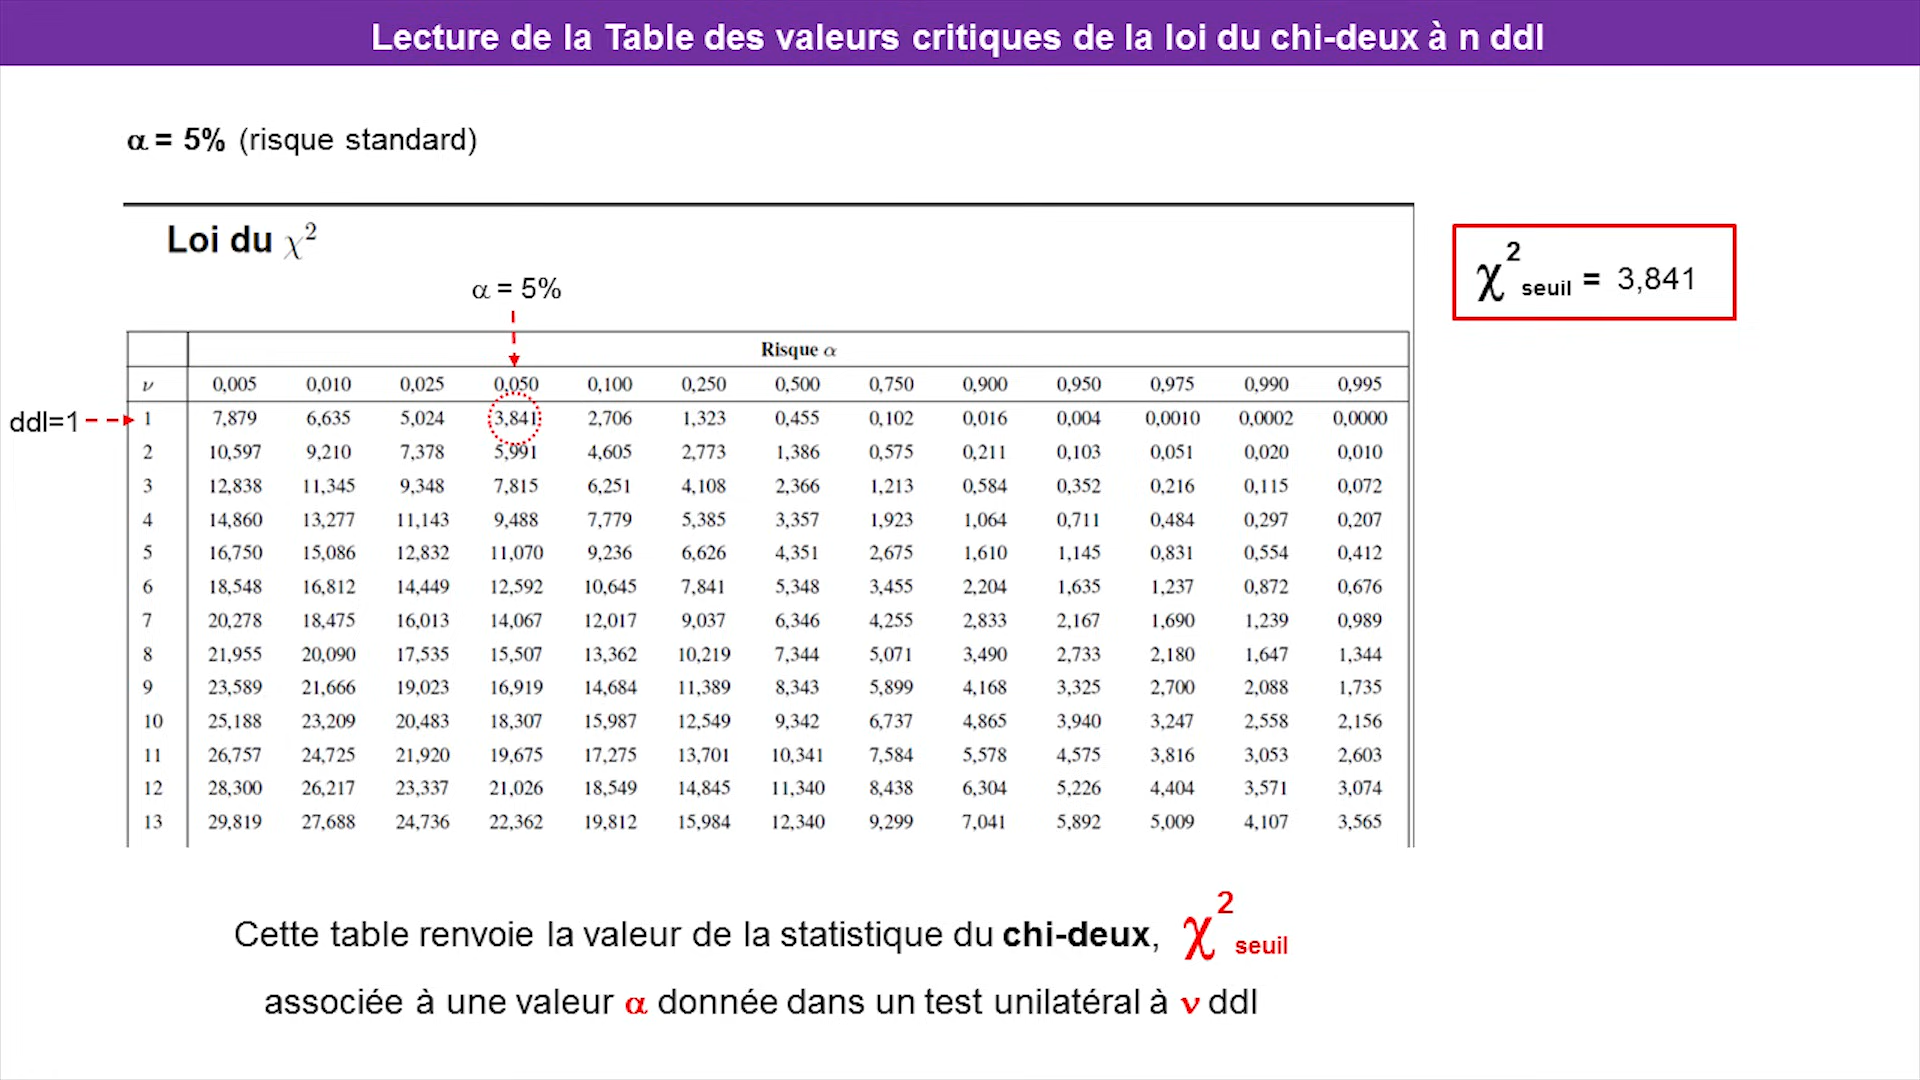 Lecture de la Table des valeurs critiques de la loi du chi-deux à n ddl
α = 5% (risque standard)
Loi du χ²
α = 5%
χ² seuil = 3,841
Risque α
ν 0,005 0,010 0,025 0,050 0,100 0,250 0,500 0,750 0,900 0,950 0,975 0,990 0,995
ddl=1 1 7,879 6,635 5,024 3,841 2,706 1,323 0,455 0,102 0,016 0,004 0,0010 0,0002 0,0000
2 10,597 9,210 7,378 5,991 4,605 2,773 1,386 0,575 0,211 0,103 0,051 0,020 0,010
3 12,838 11,345 9,348 7,815 6,251 4,108 2,366 1,213 0,584 0,352 0,216 0,115 0,072
4 14,860 13,277 11,143 9,488 7,779 5,385 3,357 1,923 1,064 0,711 0,484 0,297 0,207
5 16,750 15,086 12,832 11,070 9,236 6,626 4,351 2,675 1,610 1,145 0,831 0,554 0,412
6 18,548 16,812 14,449 12,592 10,645 7,841 5,348 3,455 2,204 1,635 1,237 0,872 0,676
7 20,278 18,475 16,013 14,067 12,017 9,037 6,346 4,255 2,833 2,167 1,690 1,239 0,989
8 21,955 20,090 17,535 15,507 13,362 10,219 7,344 5,071 3,490 2,733 2,180 1,647 1,344
9 23,589 21,666 19,023 16,919 14,684 11,389 8,343 5,899 4,168 3,325 2,700 2,088 1,735
10 25,188 23,209 20,483 18,307 15,987 12,549 9,342 6,737 4,865 3,940 3,247 2,558 2,156
11 26,757 24,725 21,920 19,675 17,275 13,701 10,341 7,584 5,578 4,575 3,816 3,053 2,603
12 28,300 26,217 23,337 21,026 18,549 14,845 11,340 8,438 6,304 5,226 4,404 3,571 3,074
13 29,819 27,688 24,736 22,362 19,812 15,984 12,340 9,299 7,041 5,892 5,009 4,107 3,565
Cette table renvoie la valeur de la statistique du chi-deux, χ² seuil
associée à une valeur α donnée dans un test unilatéral à ν ddl